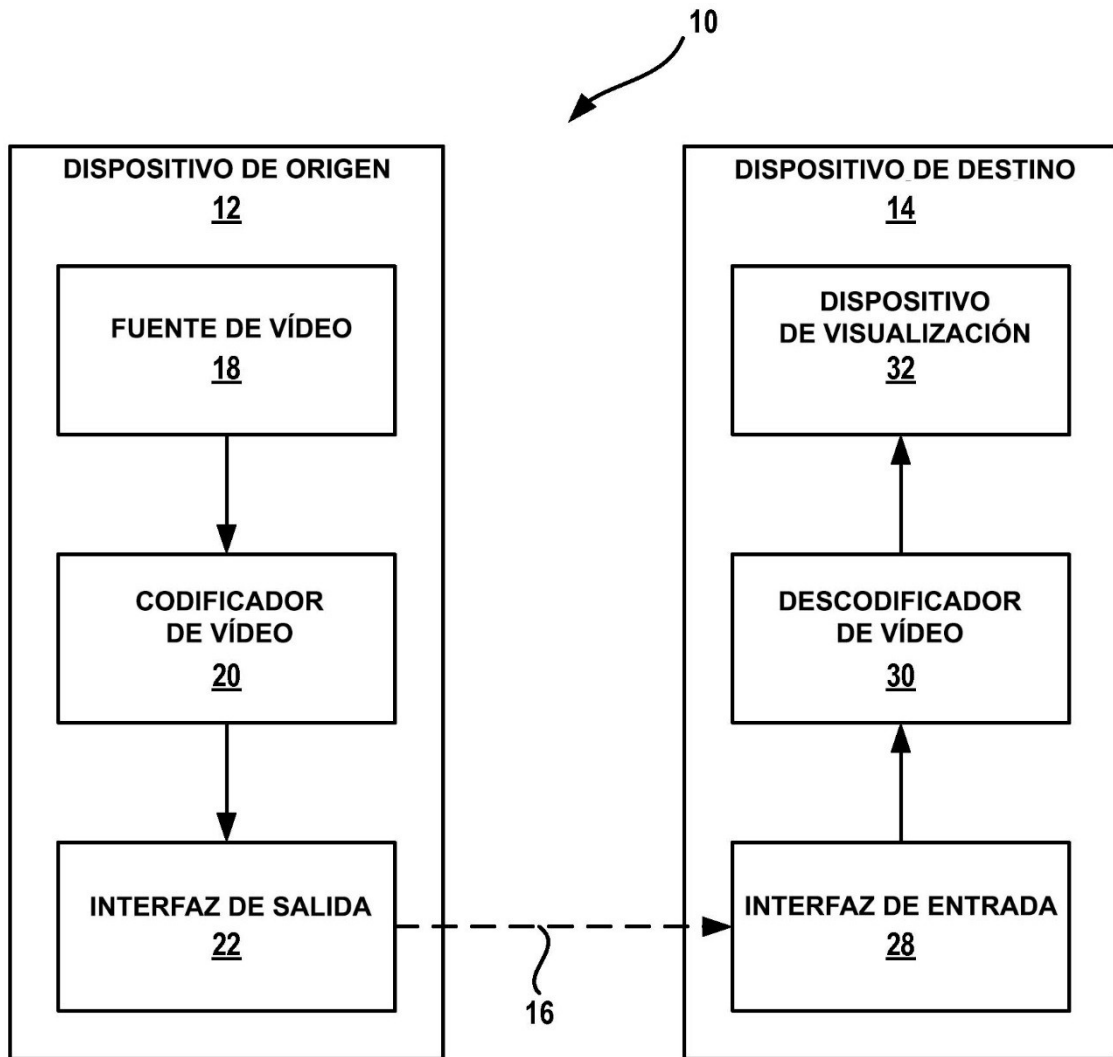 10
DISPOSITIVO DE ORIGEN
12
FUENTE DE VÍDEO
18
CODIFICADOR
DE VÍDEO
20
INTERFAZ DE SALIDA
22
16
DISPOSITIVO DE DESTINO
14
DISPOSITIVO
DE VISUALIZACIÓN
32
DESCODIFICADOR
DE VÍDEO
30
INTERFAZ DE ENTRADA
28